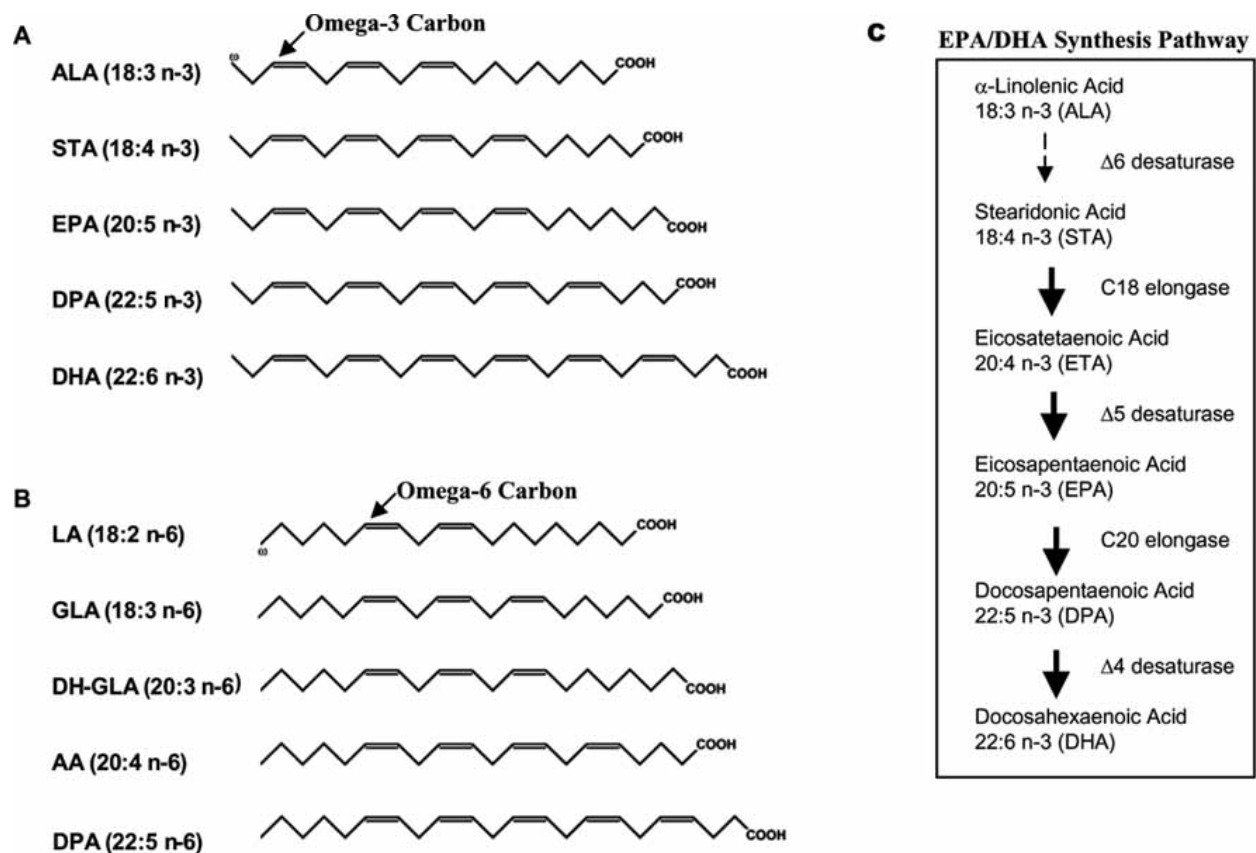 A
Omega-3 Carbon
ω
ALA (18:3 n-3)
COOH
STA (18:4 n-3)
COOH
EPA (20:5 n-3)
COOH
DPA (22:5 n-3)
COOH
DHA (22:6 n-3)
COOH
B
Omega-6 Carbon
LA (18:2 n-6)
COOH
ω
GLA (18:3 n-6)
COOH
DH-GLA (20:3 n-6)
COOH
AA (20:4 n-6)
COOH
DPA (22:5 n-6)
COOH
C
EPA/DHA Synthesis Pathway
α-Linolenic Acid
18:3 n-3 (ALA)
Δ6 desaturase
Stearidonic Acid
18:4 n-3 (STA)
C18 elongase
Eicosatetaenoic Acid
20:4 n-3 (ETA)
Δ5 desaturase
Eicosapentaenoic Acid
20:5 n-3 (EPA)
C20 elongase
Docosapentaenoic Acid
22:5 n-3 (DPA)
Δ4 desaturase
Docosahexaenoic Acid
22:6 n-3 (DHA)